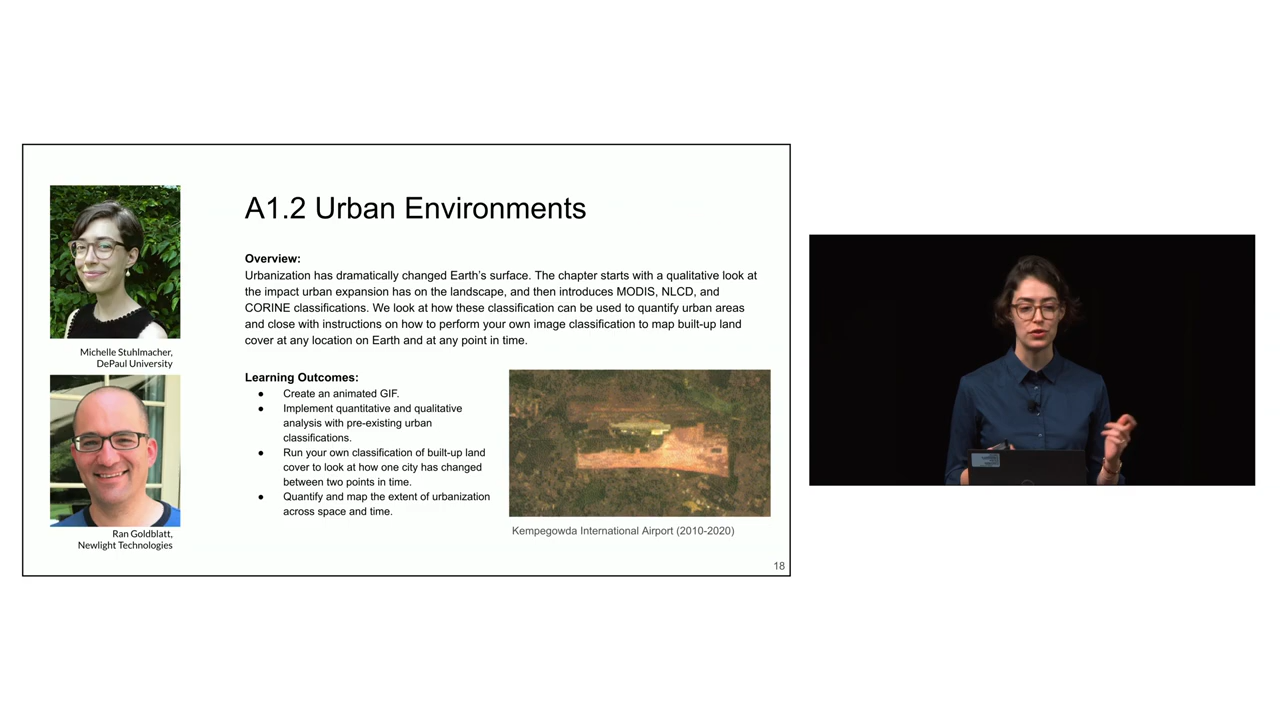 A1.2 Urban Environments
Overview:
Urbanization has dramatically changed Earth's surface. The chapter starts with a qualitative look at
the impact urban expansion has on the landscape, and then introduces MODIS, NLCD, and
CORINE classifications. We look at how these classification can be used to quantify urban areas
and close with instructions on how to perform your own image classification to map built-up land
cover at any location on Earth and at any point in time.
Michelle Stuhlmacher,
DePaul University
Learning Outcomes:
● Create an animated GIF.
● Implement quantitative and qualitative
analysis with pre-existing urban
classifications.
● Run your own classification of built-up land
cover to look at how one city has changed
between two points in time.
● Quantify and map the extent of urbanization
across space and time.
Kempegowda International Airport (2010-2020)
Ran Goldblatt,
Newlight Technologies
18